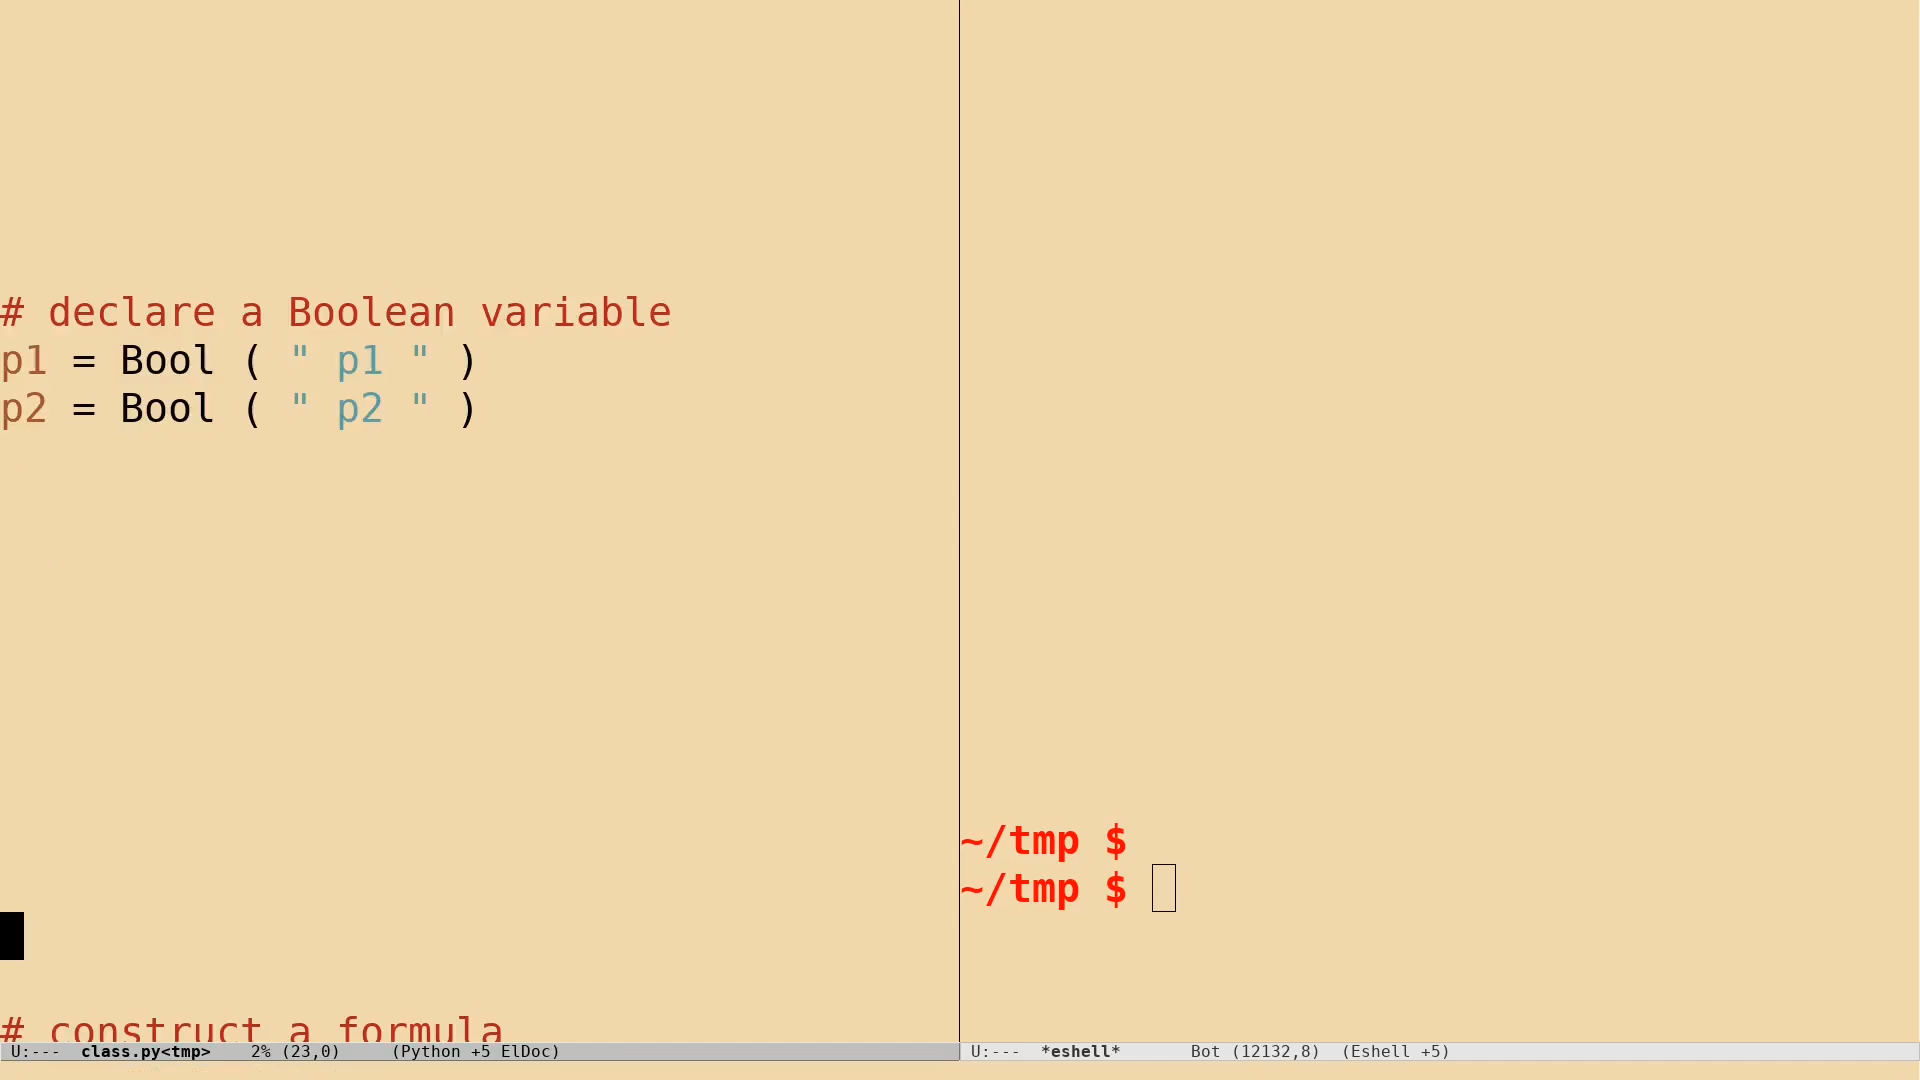 # declare a Boolean variable
p1 = Bool ( " p1 " )
p2 = Bool ( " p2 " )
# construct a formula
U:---  class.py<tmp>    2% (23,0)     (Python +5 ElDoc)
~/tmp $
~/tmp $
U:---  *eshell*       Bot (12132,8)  (Eshell +5)